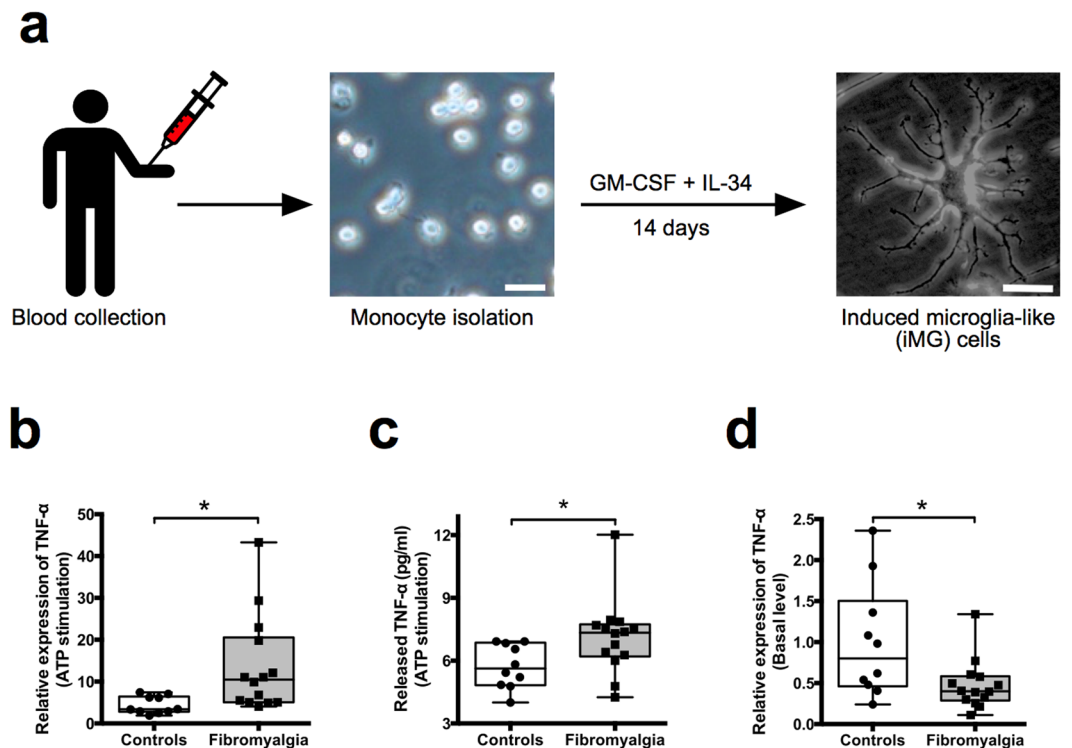 a
GM-CSF + IL-34
14 days
Blood collection
Monocyte isolation
Induced microglia-like
(iMG) cells
b
Relative expression of TNF-α
(ATP stimulation)
50
40
30
20
10
0
*
Controls
Fibromyalgia
c
Released TNF-α (pg/ml)
(ATP stimulation)
12
9
6
3
*
Controls
Fibromyalgia
d
Relative expression of TNF-α
(Basal level)
2.5
2.0
1.5
1.0
0.5
0.0
*
Controls
Fibromyalgia